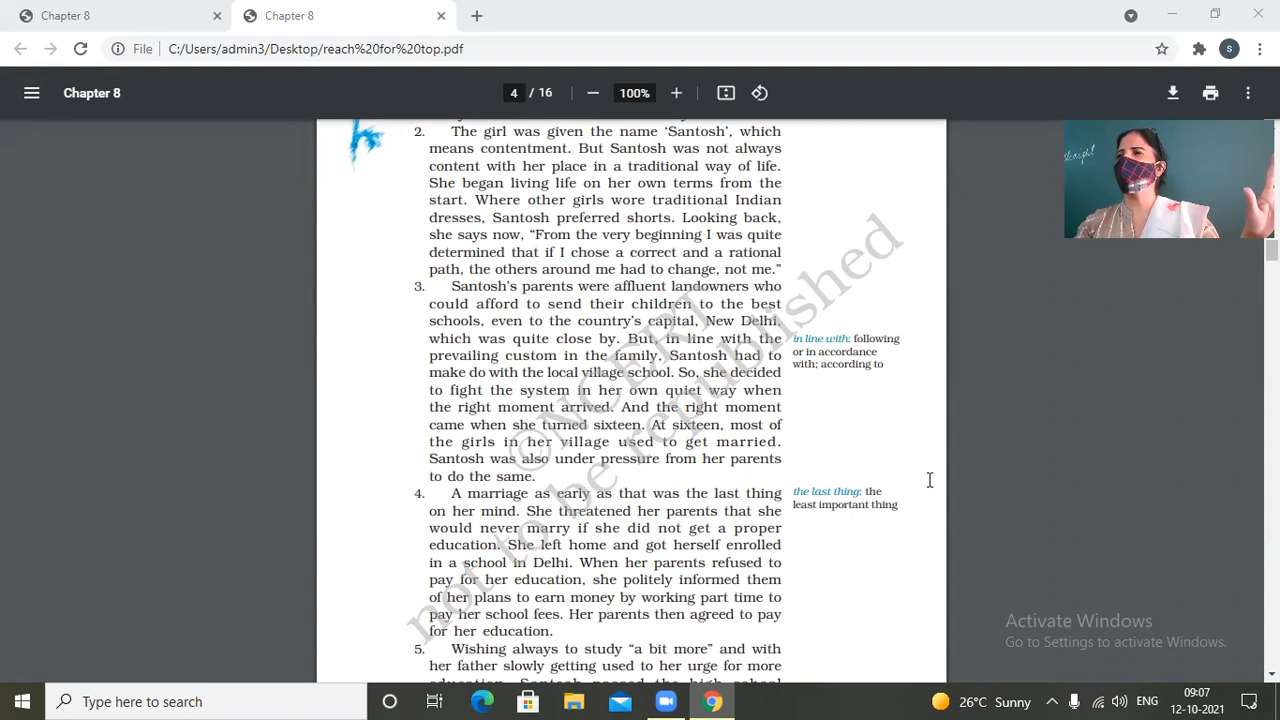 Chapter 8
Chapter 8
File
C:/Users/admin3/Desktop/reach%20for%20top.pdf
S
Chapter 8
4 / 16
100%
2. The girl was given the name ‘Santosh’, which
means contentment. But Santosh was not always
content with her place in a traditional way of life.
She began living life on her own terms from the
start. Where other girls wore traditional Indian
dresses, Santosh preferred shorts. Looking back,
she says now, “From the very beginning I was quite
determined that if I chose a correct and a rational
path, the others around me had to change, not me.”
3. Santosh’s parents were affluent landowners who
could afford to send their children to the best
schools, even to the country’s capital, New Delhi,
which was quite close by. But, in line with the
prevailing custom in the family, Santosh had to
make do with the local village school. So, she decided
to fight the system in her own quiet way when
the right moment arrived. And the right moment
came when she turned sixteen. At sixteen, most of
the girls in her village used to get married.
Santosh was also under pressure from her parents
to do the same.
4. A marriage as early as that was the last thing
on her mind. She threatened her parents that she
would never marry if she did not get a proper
education. She left home and got herself enrolled
in a school in Delhi. When her parents refused to
pay for her education, she politely informed them
of her plans to earn money by working part time to
pay her school fees. Her parents then agreed to pay
for her education.
5. Wishing always to study “a bit more” and with
her father slowly getting used to her urge for more
education, Santosh passed the high school
in line with: following
or in accordance
with; according to
the last thing: the
least important thing
©NCERT
not to be republished
straight
Activate Windows
Go to Settings to activate Windows.
Type here to search
26°C Sunny
ENG
09:07
12-10-2021